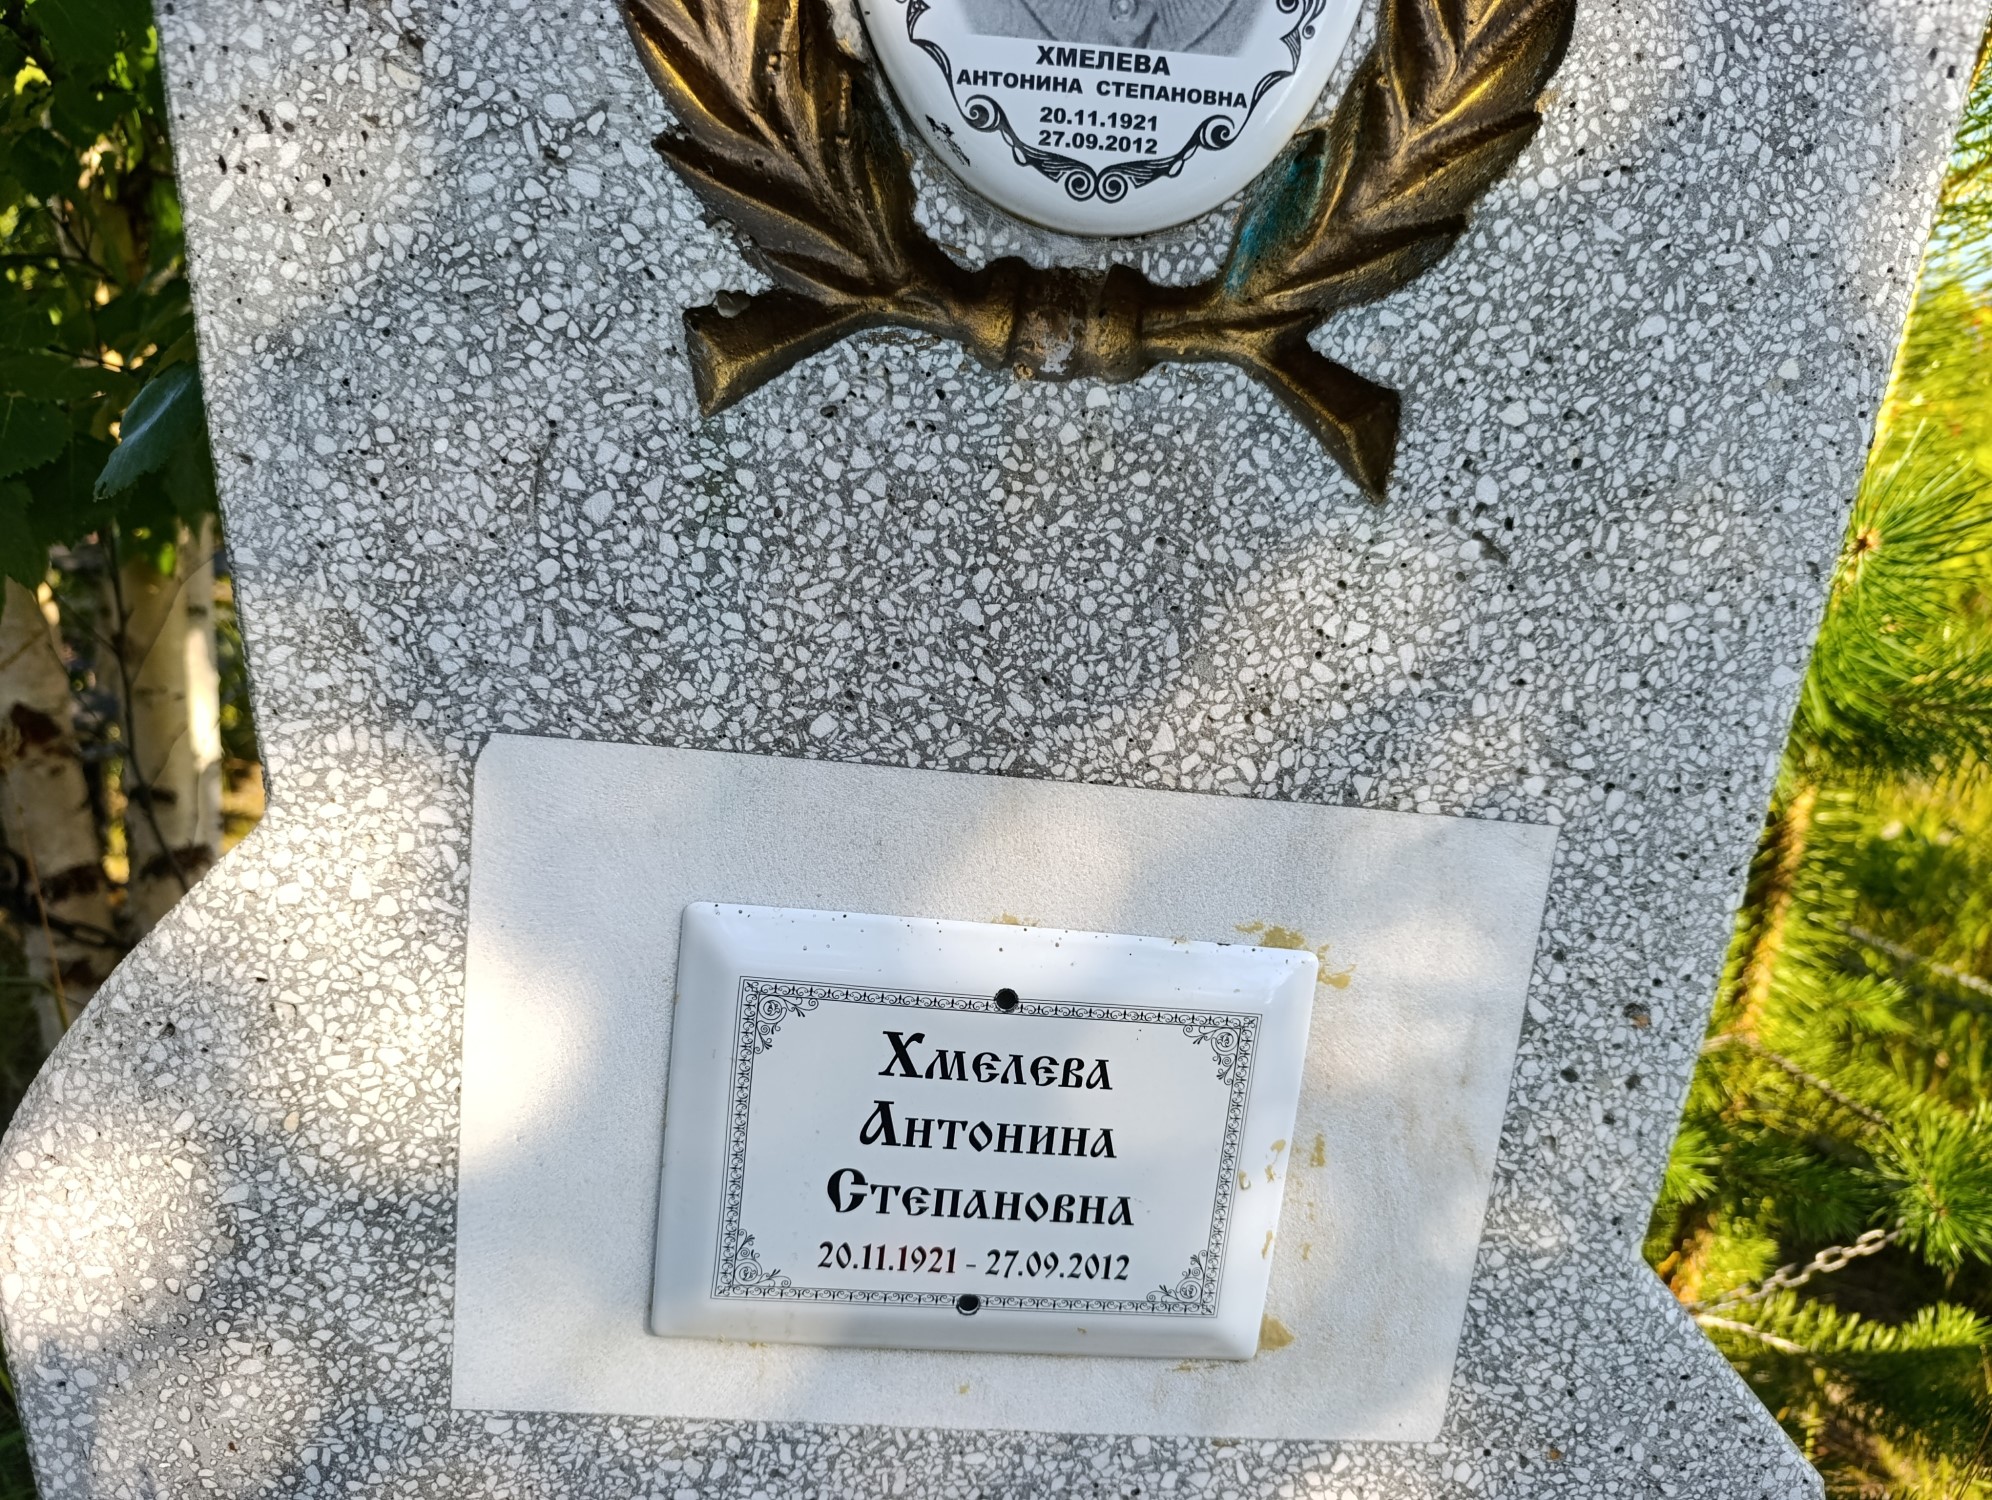 ХМЕЛЕВА
АНТОНИНА СТЕПАНОВНА
20.11.1921
27.09.2012
Хмелева
Антонина
Степановна
20.11.1921 - 27.09.2012